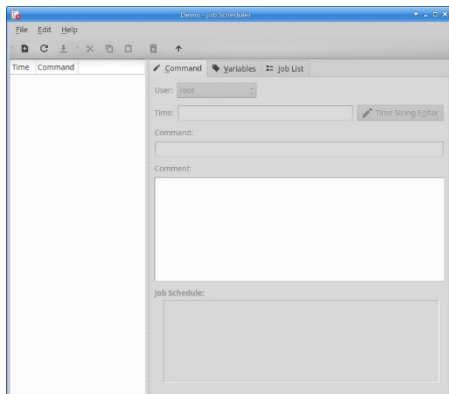 Demo - Job Scheduler
File Edit Help
Time Command
Command Variables Job List
User: root
Time: Time String Editor
Command:
Comment:
Job Schedule: